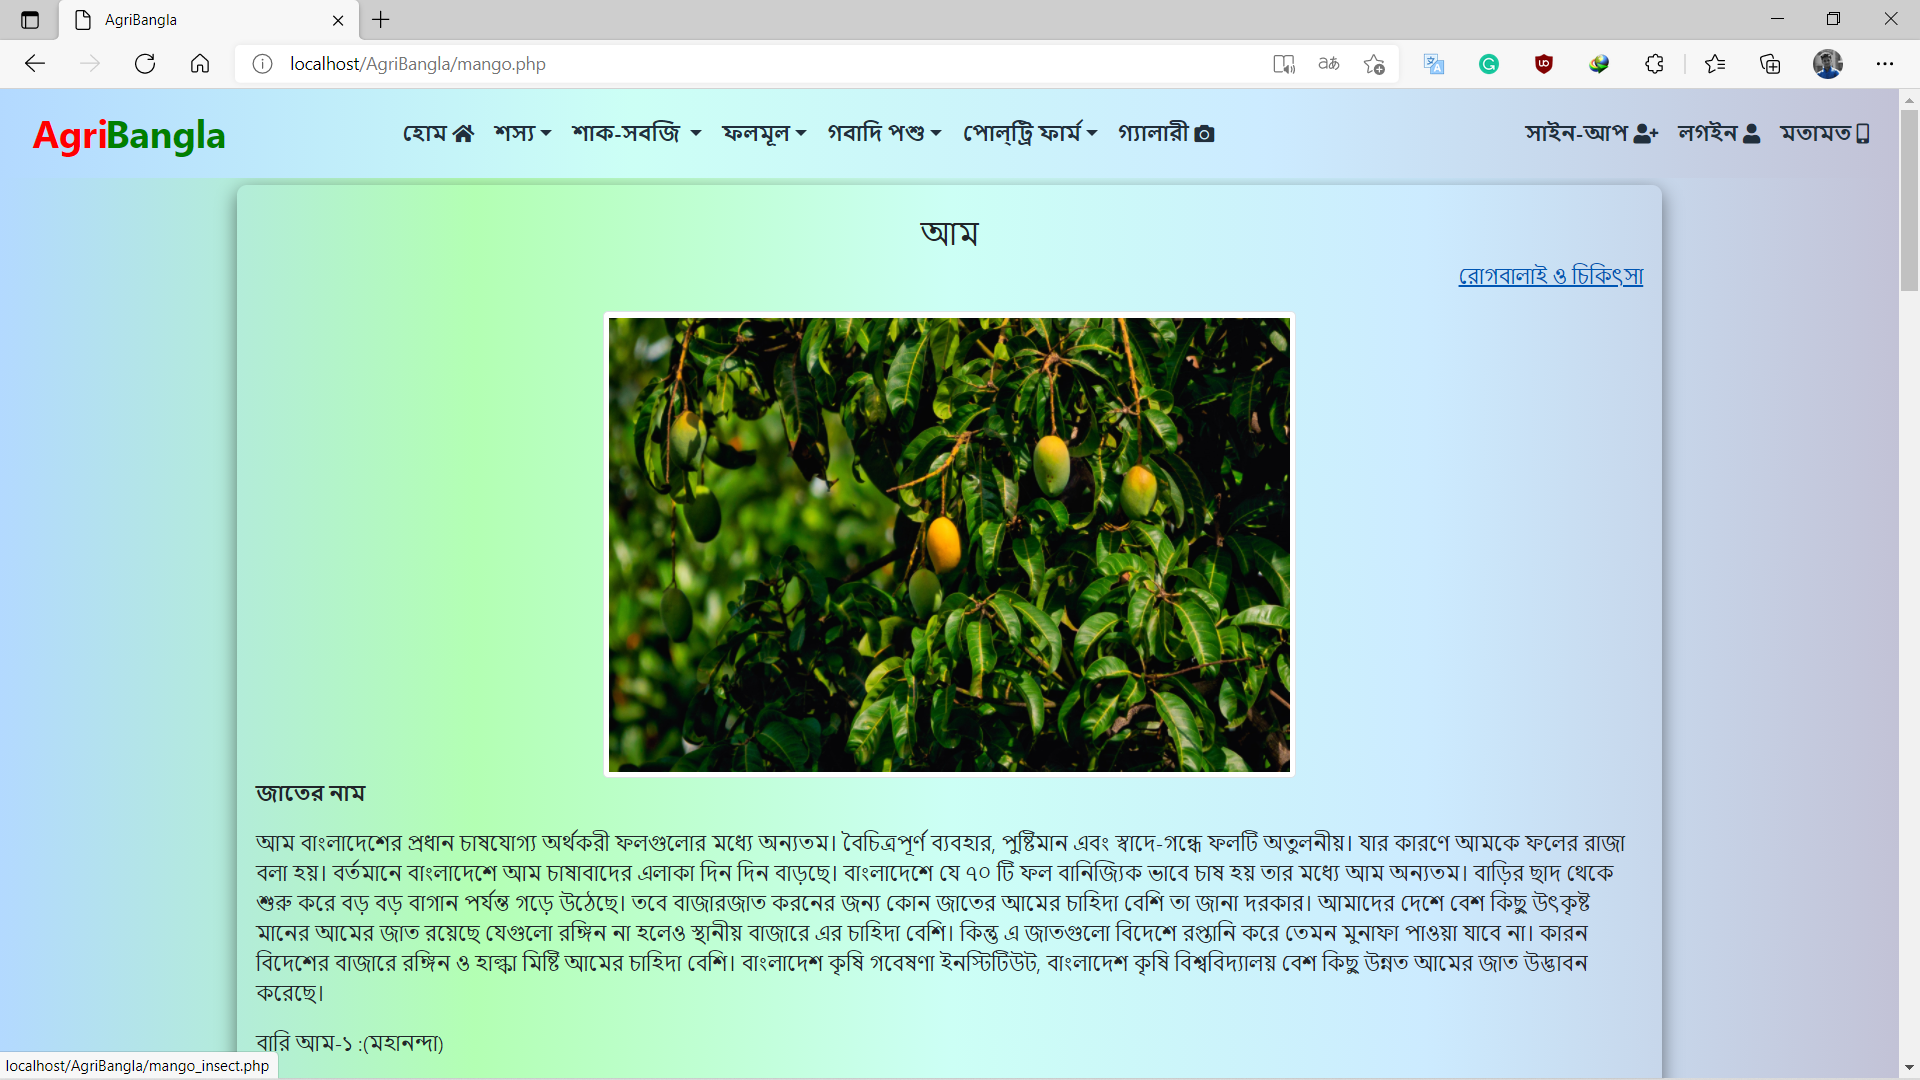 AgriBangla
localhost/AgriBangla/mango.php
AgriBangla
হোম
শস্য
শাক-সবজি
ফলমূল
গবাদি পশু
পোল্ট্রি ফার্ম
গ্যালারী
সাইন-আপ
লগইন
মতামত
আম
রোগবালাই ও চিকিৎসা
জাতের নাম
আম বাংলাদেশের প্রধান চাষযোগ্য অর্থকরী ফলগুলোর মধ্যে অন্যতম। বৈচিত্রপূর্ণ ব্যবহার, পুষ্টিমান এবং স্বাদে-গন্ধে ফলটি অতুলনীয়। যার কারণে আমকে ফলের রাজা
বলা হয়। বর্তমানে বাংলাদেশে আম চাষাবাদের এলাকা দিন দিন বাড়ছে। বাংলাদেশে যে ৭০ টি ফল বানিজ্যিক ভাবে চাষ হয় তার মধ্যে আম অন্যতম। বাড়ির ছাদ থেকে
শুরু করে বড় বড় বাগান পর্যন্ত গড়ে উঠেছে। তবে বাজারজাত করনের জন্য কোন জাতের আমের চাহিদা বেশি তা জানা দরকার। আমাদের দেশে বেশ কিছু উৎকৃষ্ট
মানের আমের জাত রয়েছে যেগুলো রঙ্গিন না হলেও স্থানীয় বাজারে এর চাহিদা বেশি। কিন্তু এ জাতগুলো বিদেশে রপ্তানি করে তেমন মুনাফা পাওয়া যাবে না। কারন
বিদেশের বাজারে রঙ্গিন ও হাল্কা মিষ্টি আমের চাহিদা বেশি। বাংলাদেশ কৃষি গবেষণা ইনস্টিটিউট, বাংলাদেশ কৃষি বিশ্ববিদ্যালয় বেশ কিছু উন্নত আমের জাত উদ্ভাবন
করেছে।
বারি আম-১ :(মহানন্দা)
localhost/AgriBangla/mango_insect.php